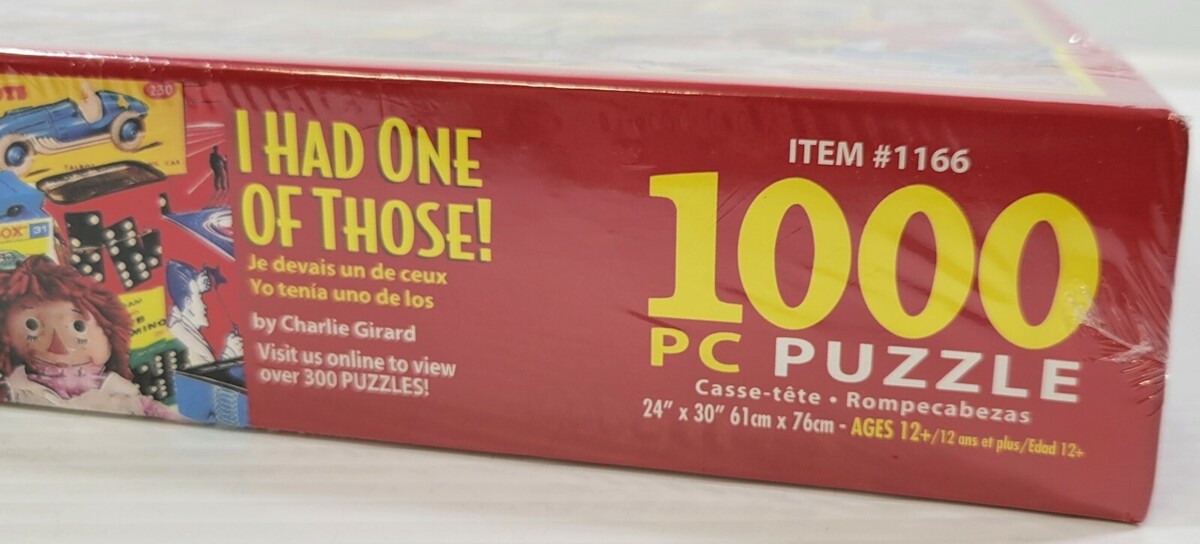 230
31
I HAD ONE
OF THOSE!
Je devais un de ceux
Yo tenía uno de los
by Charlie Girard
Visit us online to view
over 300 PUZZLES!
ITEM #1166
1000
PC PUZZLE
Casse-tête • Rompecabezas
24" x 30" 61cm x 76cm - AGES 12+/12 ans et plus/Edad 12+